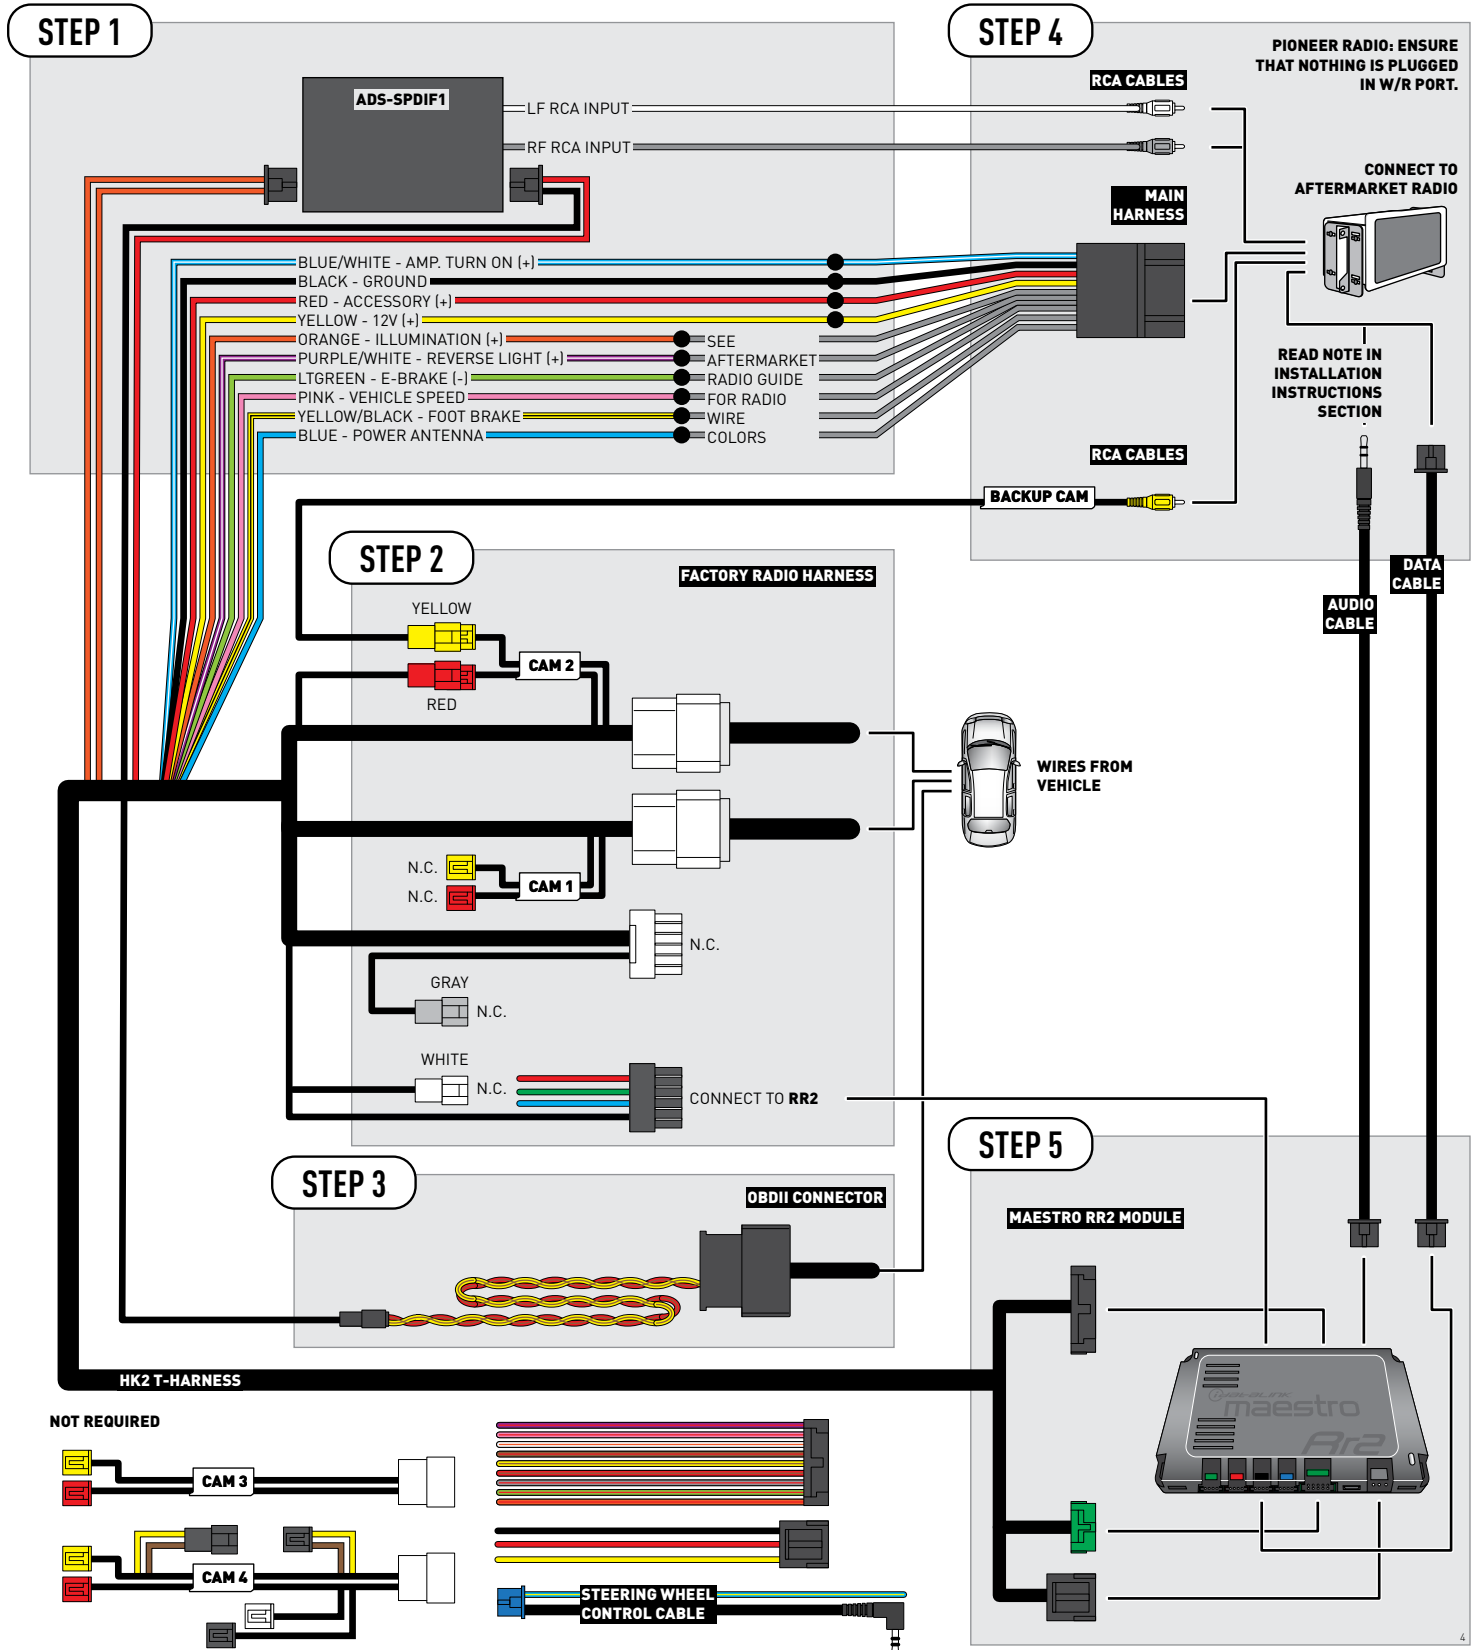 STEP 1
ADS-SPDIF1
LF RCA INPUT
RF RCA INPUT
BLUE/WHITE - AMP. TURN ON (+)
BLACK - GROUND
RED - ACCESSORY (+)
YELLOW - 12V (+)
ORANGE - ILLUMINATION (+)
PURPLE/WHITE - REVERSE LIGHT (+)
LTGREEN - E-BRAKE (-)
PINK - VEHICLE SPEED
YELLOW/BLACK - FOOT BRAKE
BLUE - POWER ANTENNA
SEE
AFTERMARKET
RADIO GUIDE
FOR RADIO
WIRE
COLORS
STEP 4
PIONEER RADIO: ENSURE
THAT NOTHING IS PLUGGED
IN W/R PORT.
RCA CABLES
CONNECT TO
AFTERMARKET RADIO
MAIN
HARNESS
READ NOTE IN
INSTALLATION
INSTRUCTIONS
SECTION
RCA CABLES
BACKUP CAM
DATA
CABLE
AUDIO
CABLE
STEP 2
FACTORY RADIO HARNESS
YELLOW
CAM 2
RED
WIRES FROM
VEHICLE
N.C.
N.C.
CAM 1
N.C.
GRAY
N.C.
WHITE
N.C.
CONNECT TO RR2
STEP 3
OBDII CONNECTOR
STEP 5
MAESTRO RR2 MODULE
maestro
Rr2
HK2 T-HARNESS
NOT REQUIRED
CAM 3
CAM 4
STEERING WHEEL
CONTROL CABLE
4